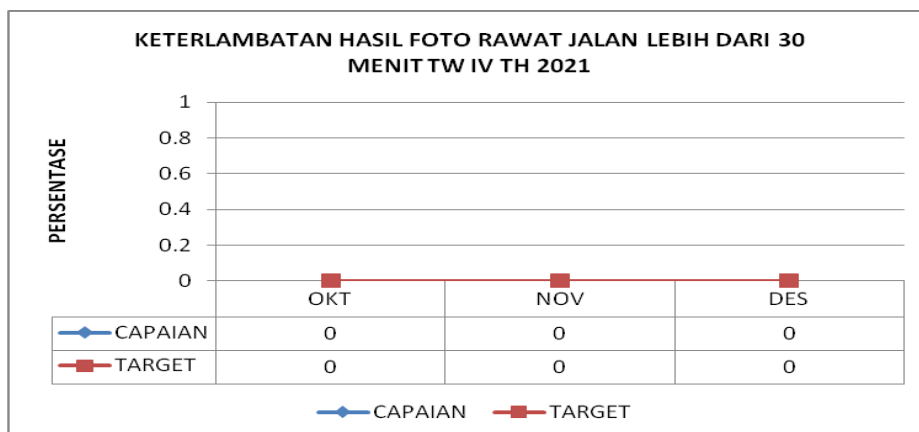 KETERLAMBATAN HASIL FOTO RAWAT JALAN LEBIH DARI 30
MENIT TW IV TH 2021
PERSENTASE
1
0.8
0.6
0.4
0.2
0
OKT NOV DES
CAPAIAN 0 0 0
TARGET 0 0 0
CAPAIAN TARGET